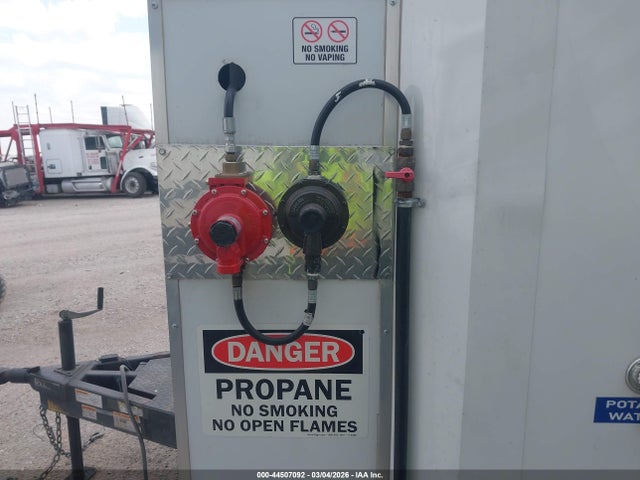 NO SMOKING
NO VAPING
DANGER
PROPANE
NO SMOKING
NO OPEN FLAMES
POTA
WAT
000-44507092 - 03/04/2026 - IAA Inc.